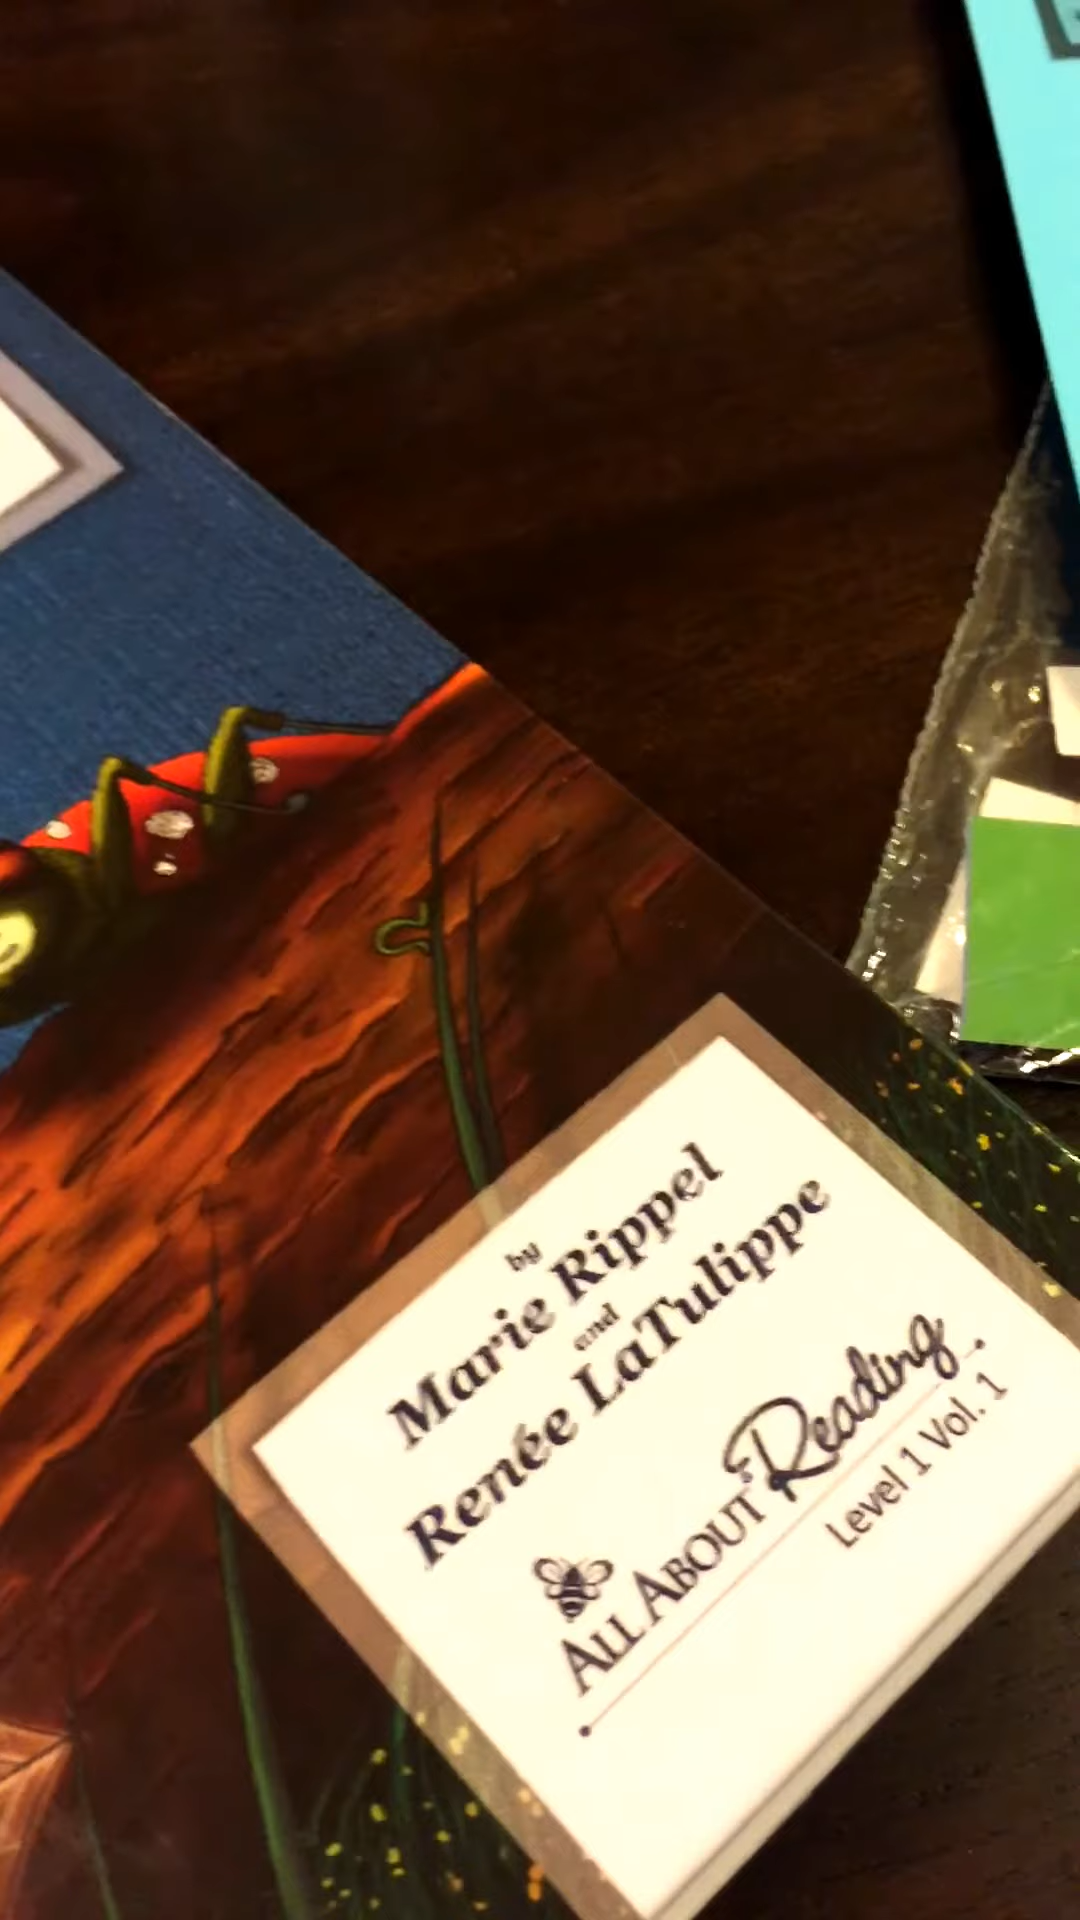 by
Marie Rippel
and
Renée LaTulippe
ALL ABOUT Reading
Level 1 Vol. 1